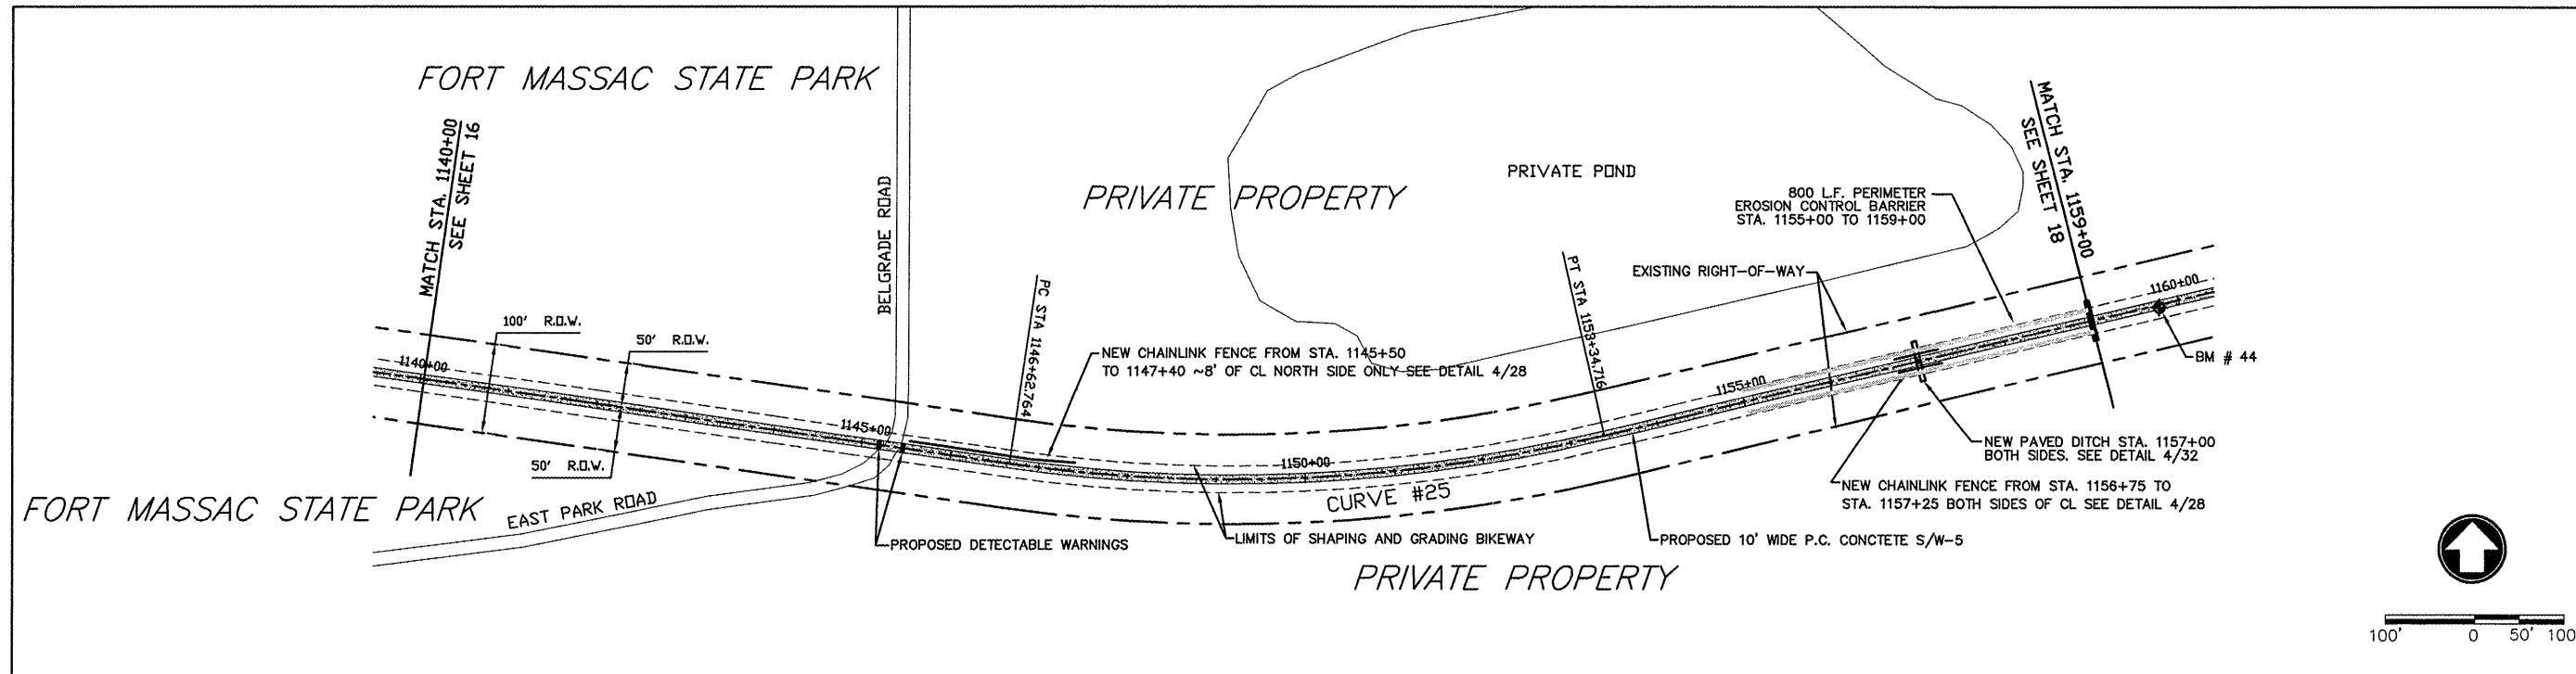 FORT MASSAC STATE PARK
MATCH STA. 1140+00
SEE SHEET 16
BELGRADE ROAD
PRIVATE PROPERTY
PRIVATE POND
800 L.F. PERIMETER
EROSION CONTROL BARRIER
STA. 1155+00 TO 1159+00
MATCH STA. 1159+00
SEE SHEET 18
EXISTING RIGHT-OF-WAY
PC STA 1146+62.764
PT STA 1153+34.716
100' R.O.W.
50' R.O.W.
50' R.O.W.
1140+00
1145+00
1150+00
1155+00
1160+00
NEW CHAINLINK FENCE FROM STA. 1145+50
TO 1147+40 ~8' OF CL NORTH SIDE ONLY SEE DETAIL 4/28
BM # 44
NEW PAVED DITCH STA. 1157+00
BOTH SIDES. SEE DETAIL 4/32
NEW CHAINLINK FENCE FROM STA. 1156+75 TO
STA. 1157+25 BOTH SIDES OF CL SEE DETAIL 4/28
CURVE #25
FORT MASSAC STATE PARK
EAST PARK ROAD
PROPOSED DETECTABLE WARNINGS
LIMITS OF SHAPING AND GRADING BIKEWAY
PROPOSED 10' WIDE P.C. CONCTETE S/W-5
PRIVATE PROPERTY
100' 0 50' 100